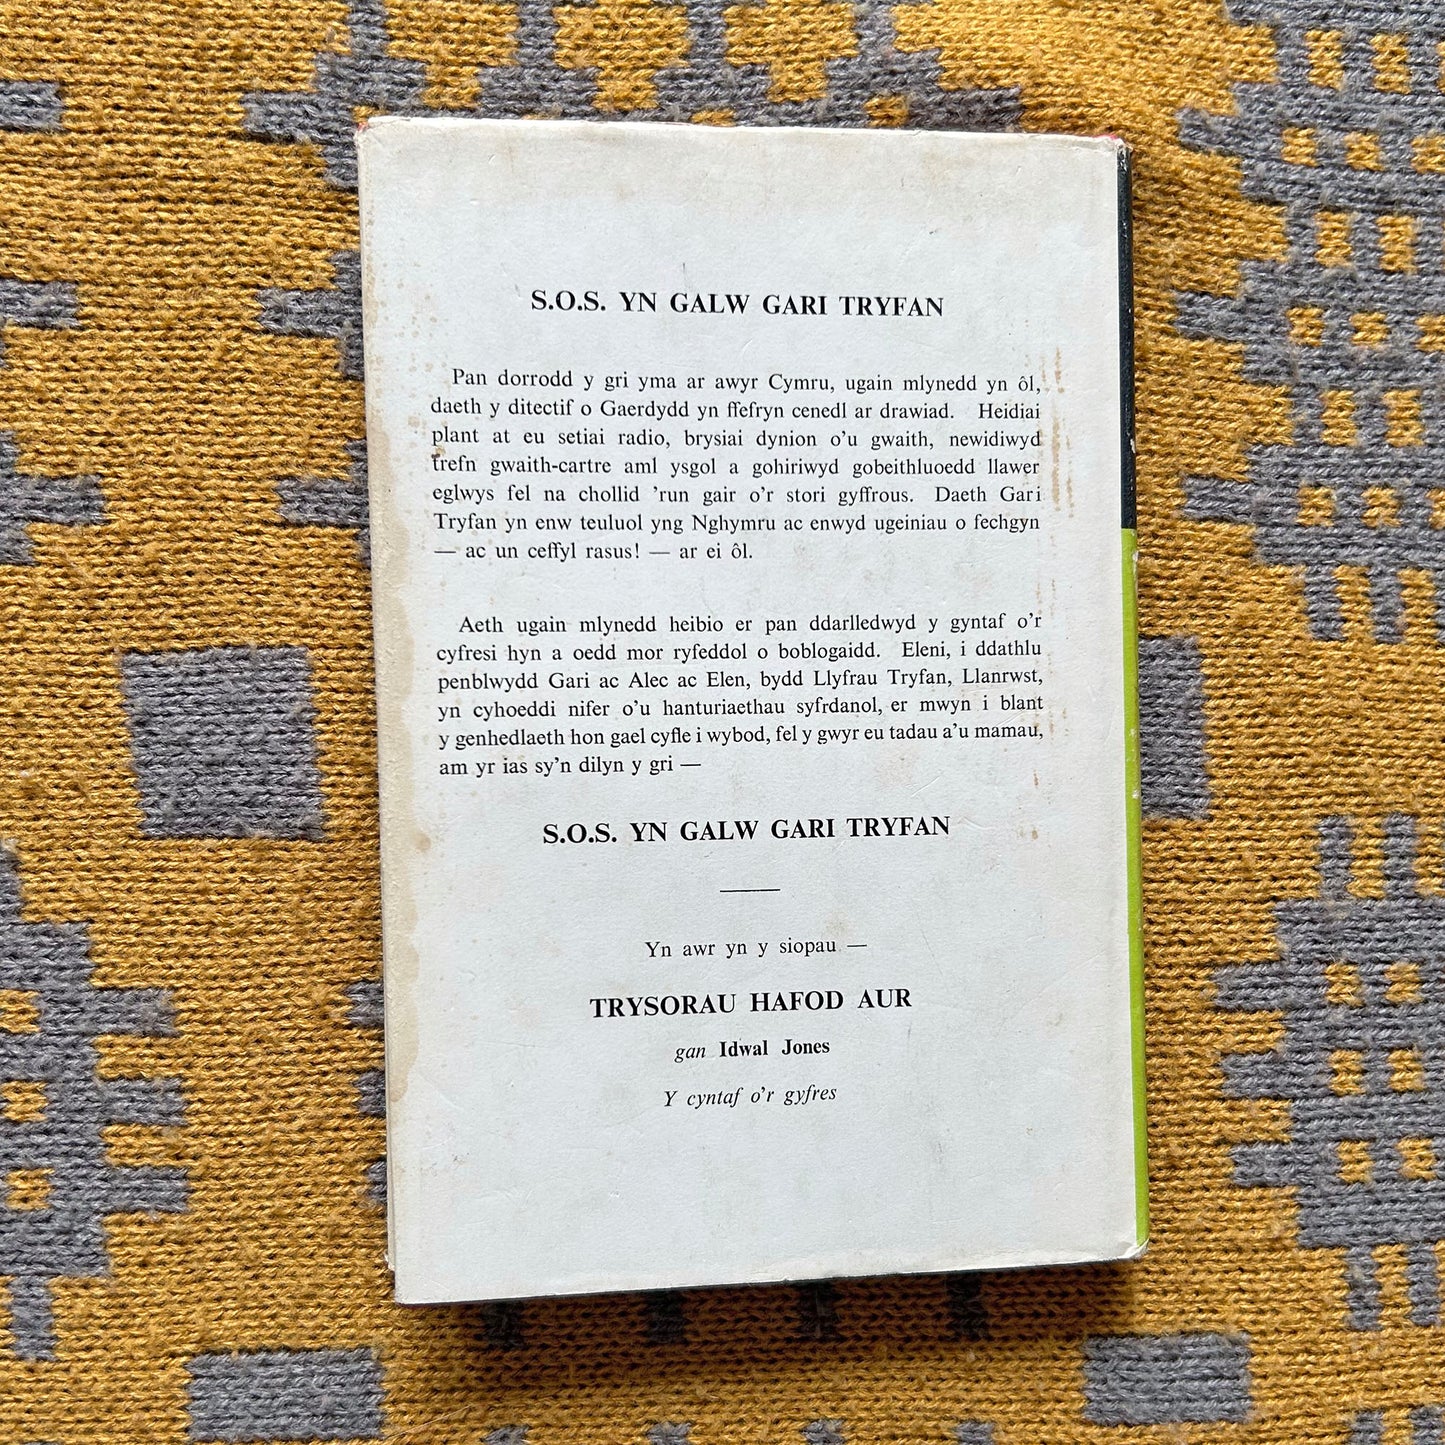 S.O.S. YN GALW GARI TRYFAN
Pan dorrodd y gri yma ar awyr Cymru, ugain mlynedd yn ôl,
daeth y ditectif o Gaerdydd yn ffefryn cenedl ar drawiad. Heidiai
plant at eu setiai radio, brysiai dynion o'u gwaith, newidiwyd
trefn gwaith-cartre aml ysgol a gohiriwyd gobeithluoedd llawer
eglwys fel na chollid 'run gair o'r stori gyffrous. Daeth Gari
Tryfan yn enw teuluol yng Nghymru ac enwyd ugeiniau o fechgyn
— ac un ceffyl rasus! — ar ei ôl.
Aeth ugain mlynedd heibio er pan ddarlledwyd y gyntaf o'r
cyfresi hyn a oedd mor ryfeddol o boblogaidd. Eleni, i ddathlu
penblwydd Gari ac Alec ac Elen, bydd Llyfrau Tryfan, Llanrwst,
yn cyhoeddi nifer o'u hanturiaethau syfrdanol, er mwyn i blant
y genhedlaeth hon gael cyfle i wybod, fel y gwyr eu tadau a'u mamau,
am yr ias sy'n dilyn y gri —
S.O.S. YN GALW GARI TRYFAN
Yn awr yn y siopau —
TRYSORAU HAFOD AUR
gan Idwal Jones
Y cyntaf o'r gyfres